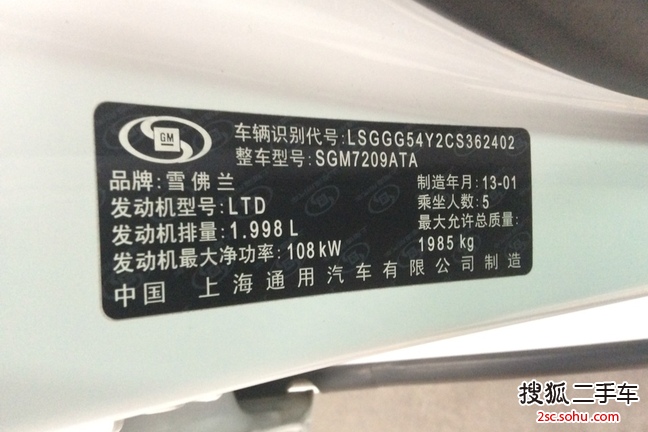 GM
车辆识别代号: LSGGG54Y2CS362402
整车型号: SGM7209ATA
品牌: 雪佛兰
制造年月: 13-01
发动机型号: LTD
乘坐人数: 5
发动机排量: 1.998 L
最大允许总质量:
1985 kg
发动机最大净功率: 108 kW
中国 上海通用汽车有限公司制造
搜狐二手车
2sc.sohu.com